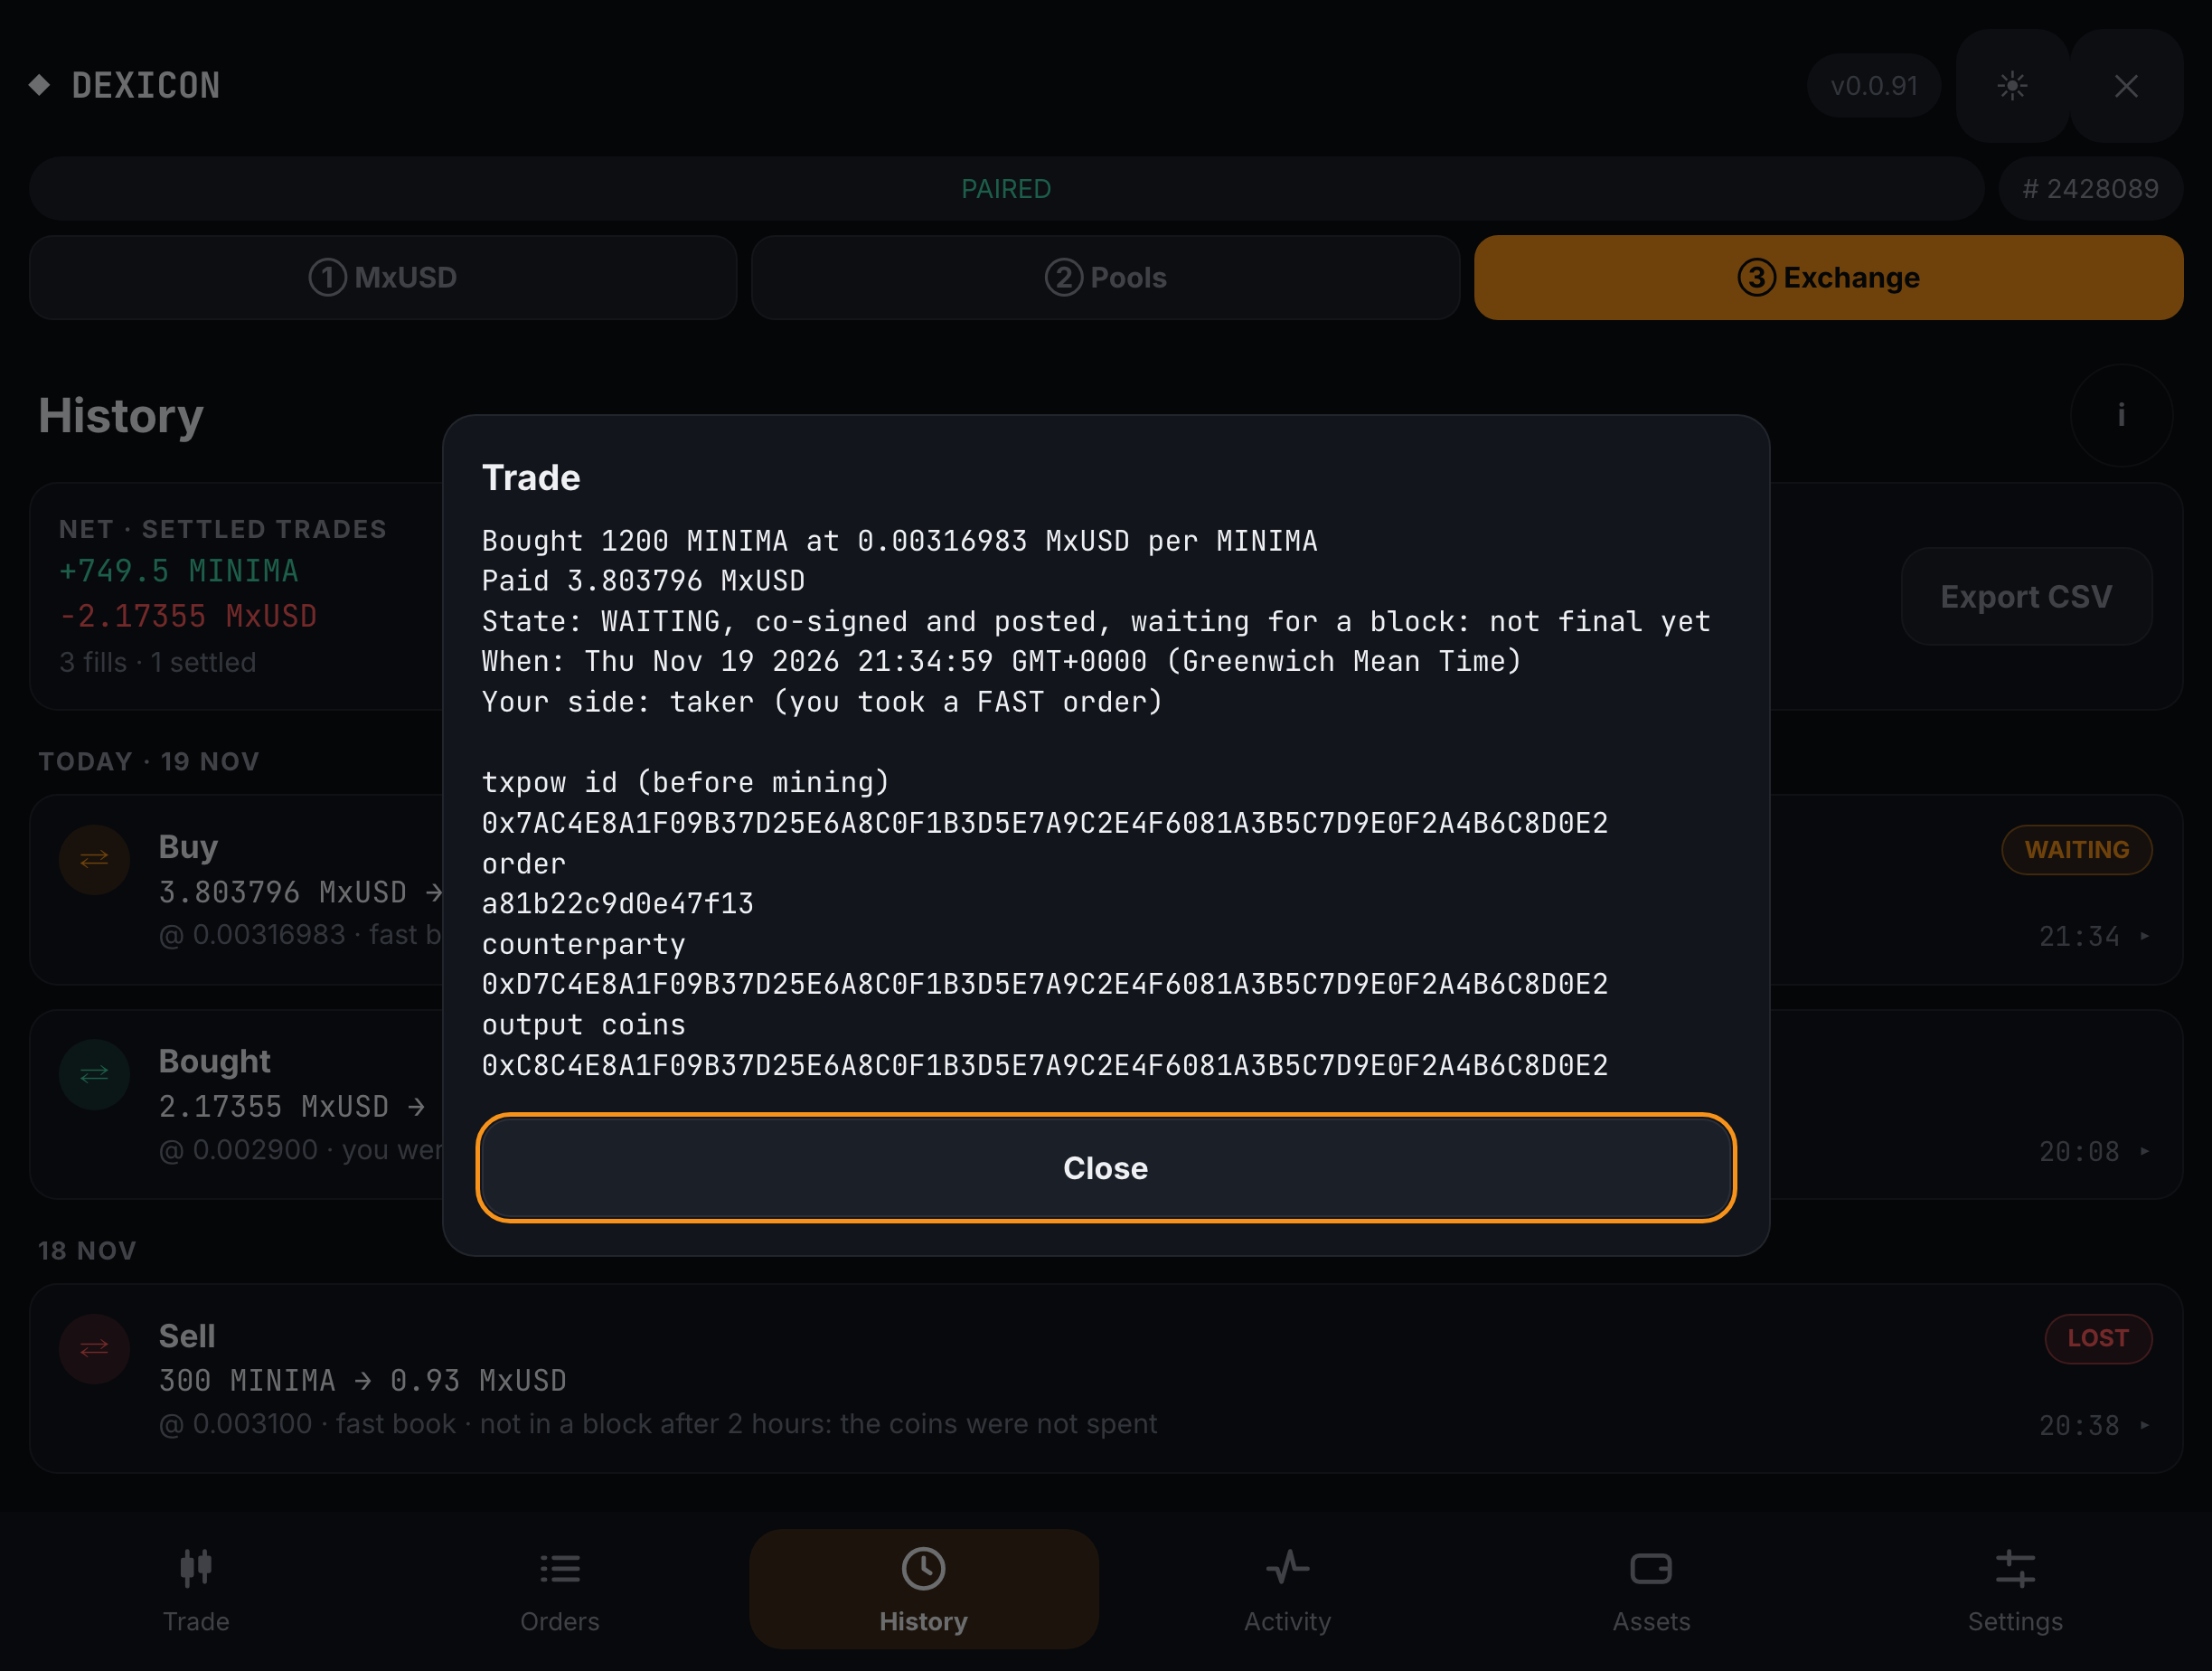 ◆ DEXICON
v0.0.91
PAIRED
# 2428089
① MxUSD
② Pools
③ Exchange
History
i
NET · SETTLED TRADES
+749.5 MINIMA
-2.17355 MxUSD
3 fills · 1 settled
Export CSV
TODAY · 19 NOV
Buy
3.803796 MxUSD →
@ 0.00316983 · fast b
WAITING
21:34 ▸
Bought
2.17355 MxUSD →
@ 0.002900 · you wer
20:08 ▸
18 NOV
Sell
300 MINIMA → 0.93 MxUSD
@ 0.003100 · fast book · not in a block after 2 hours: the coins were not spent
LOST
20:38 ▸
Trade
Bought 1200 MINIMA at 0.00316983 MxUSD per MINIMA
Paid 3.803796 MxUSD
State: WAITING, co-signed and posted, waiting for a block: not final yet
When: Thu Nov 19 2026 21:34:59 GMT+0000 (Greenwich Mean Time)
Your side: taker (you took a FAST order)
txpow id (before mining)
0x7AC4E8A1F09B37D25E6A8C0F1B3D5E7A9C2E4F6081A3B5C7D9E0F2A4B6C8D0E2
order
a81b22c9d0e47f13
counterparty
0xD7C4E8A1F09B37D25E6A8C0F1B3D5E7A9C2E4F6081A3B5C7D9E0F2A4B6C8D0E2
output coins
0xC8C4E8A1F09B37D25E6A8C0F1B3D5E7A9C2E4F6081A3B5C7D9E0F2A4B6C8D0E2
Close
Trade
Orders
History
Activity
Assets
Settings